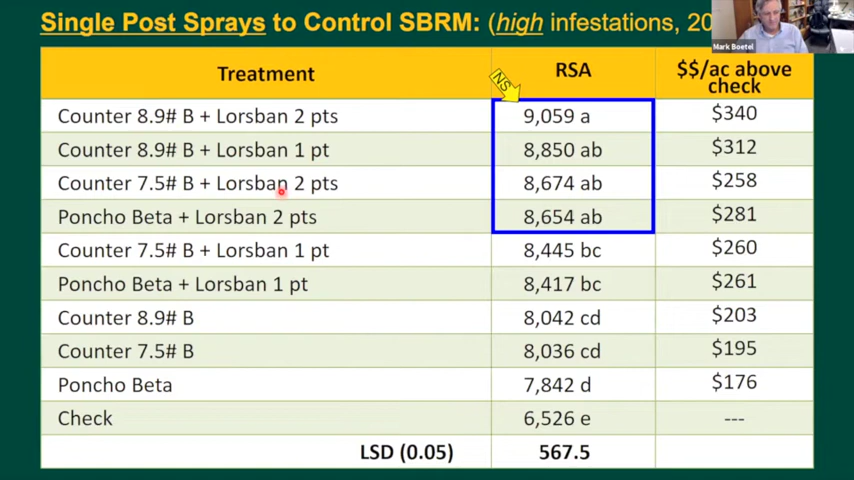 Single Post Sprays to Control SBRM: (high infestations, 20
Mark Boetel
Treatment RSA $$/ac above check
NS
Counter 8.9# B + Lorsban 2 pts 9,059 a $340
Counter 8.9# B + Lorsban 1 pt 8,850 ab $312
Counter 7.5# B + Lorsban 2 pts 8,674 ab $258
Poncho Beta + Lorsban 2 pts 8,654 ab $281
Counter 7.5# B + Lorsban 1 pt 8,445 bc $260
Poncho Beta + Lorsban 1 pt 8,417 bc $261
Counter 8.9# B 8,042 cd $203
Counter 7.5# B 8,036 cd $195
Poncho Beta 7,842 d $176
Check 6,526 e ---
LSD (0.05) 567.5